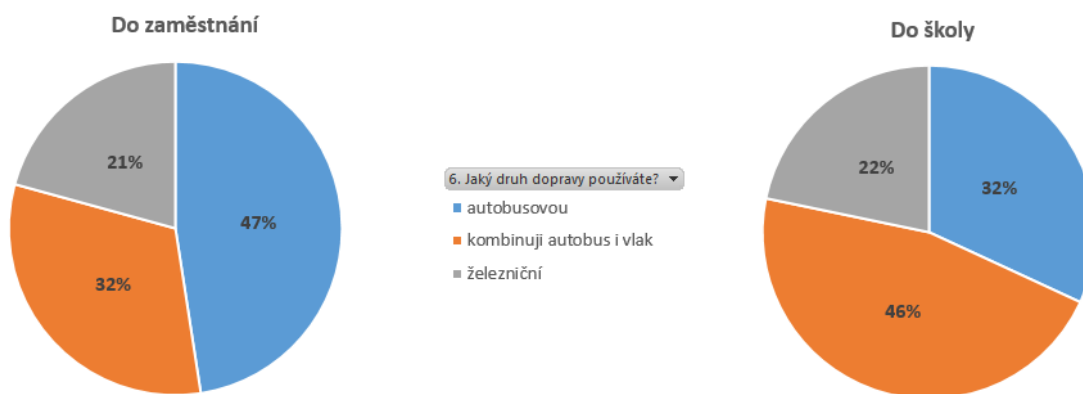 Do zaměstnání
21%
47%
32%
6. Jaký druh dopravy používáte?
autobusovou
kombinuji autobus i vlak
železniční
Do školy
22%
32%
46%